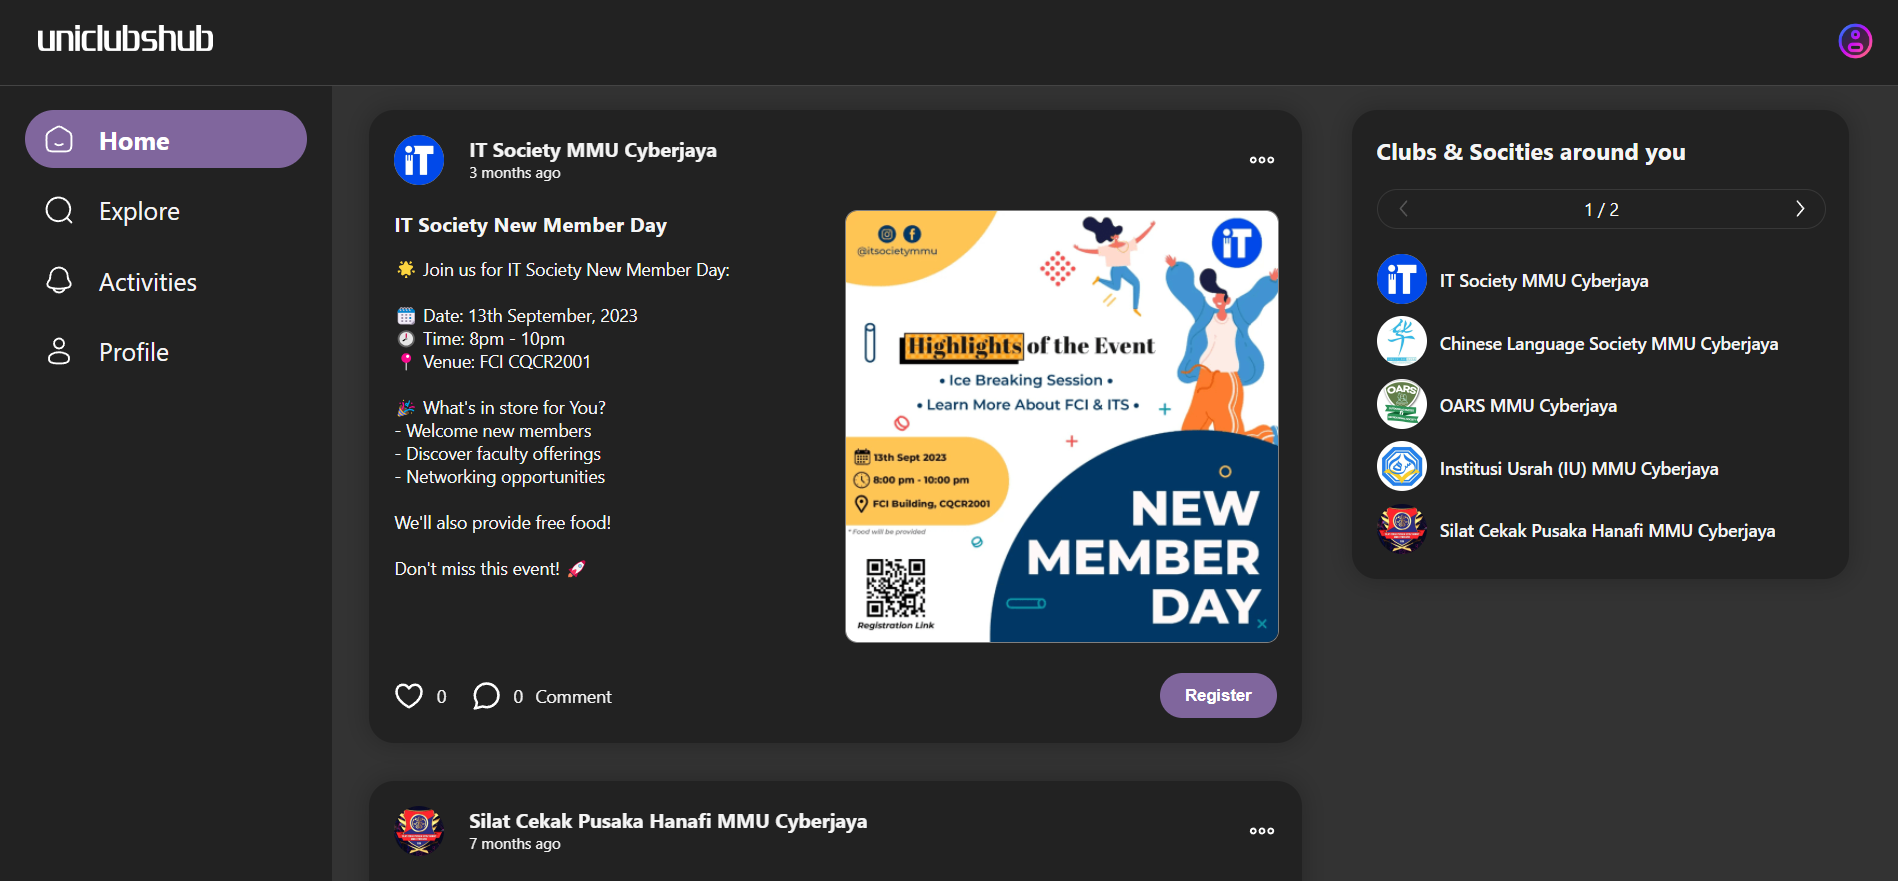 uniclubshub
Home
Explore
Activities
Profile
iT
IT Society MMU Cyberjaya
3 months ago
IT Society New Member Day
🌟 Join us for IT Society New Member Day:
🗓️ Date: 13th September, 2023
🕗 Time: 8pm - 10pm
📍 Venue: FCI CQCR2001
🎉 What's in store for You?
- Welcome new members
- Discover faculty offerings
- Networking opportunities
We'll also provide free food!
Don't miss this event! 🚀
@itsocietymmu
iT
Highlights of the Event
• Ice Breaking Session •
• Learn More About FCI & ITS •
13th Sept 2023
8:00 pm - 10:00 pm
FCI Building, CQCR2001
* Food will be provided
Registration Link
NEW
MEMBER
DAY
0
0 Comment
Register
Silat Cekak Pusaka Hanafi MMU Cyberjaya
7 months ago
Clubs & Socities around you
1 / 2
iT
IT Society MMU Cyberjaya
Chinese Language Society MMU Cyberjaya
OARS
OARS MMU Cyberjaya
Institusi Usrah (IU) MMU Cyberjaya
Silat Cekak Pusaka Hanafi MMU Cyberjaya